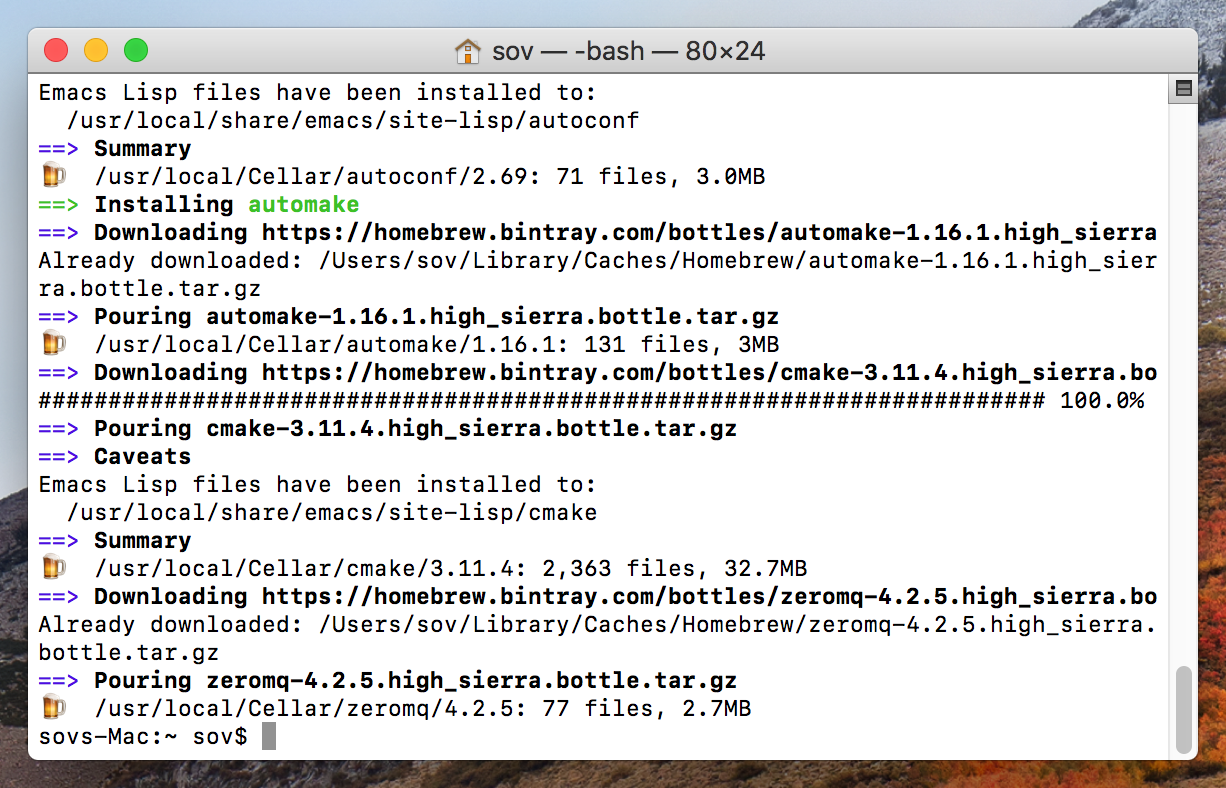 sov — -bash — 80×24
Emacs Lisp files have been installed to:
  /usr/local/share/emacs/site-lisp/autoconf
==> Summary
🍺  /usr/local/Cellar/autoconf/2.69: 71 files, 3.0MB
==> Installing automake
==> Downloading https://homebrew.bintray.com/bottles/automake-1.16.1.high_sierra
Already downloaded: /Users/sov/Library/Caches/Homebrew/automake-1.16.1.high_sier
ra.bottle.tar.gz
==> Pouring automake-1.16.1.high_sierra.bottle.tar.gz
🍺  /usr/local/Cellar/automake/1.16.1: 131 files, 3MB
==> Downloading https://homebrew.bintray.com/bottles/cmake-3.11.4.high_sierra.bo
######################################################################## 100.0%
==> Pouring cmake-3.11.4.high_sierra.bottle.tar.gz
==> Caveats
Emacs Lisp files have been installed to:
  /usr/local/share/emacs/site-lisp/cmake
==> Summary
🍺  /usr/local/Cellar/cmake/3.11.4: 2,363 files, 32.7MB
==> Downloading https://homebrew.bintray.com/bottles/zeromq-4.2.5.high_sierra.bo
Already downloaded: /Users/sov/Library/Caches/Homebrew/zeromq-4.2.5.high_sierra.
bottle.tar.gz
==> Pouring zeromq-4.2.5.high_sierra.bottle.tar.gz
🍺  /usr/local/Cellar/zeromq/4.2.5: 77 files, 2.7MB
sovs-Mac:~ sov$